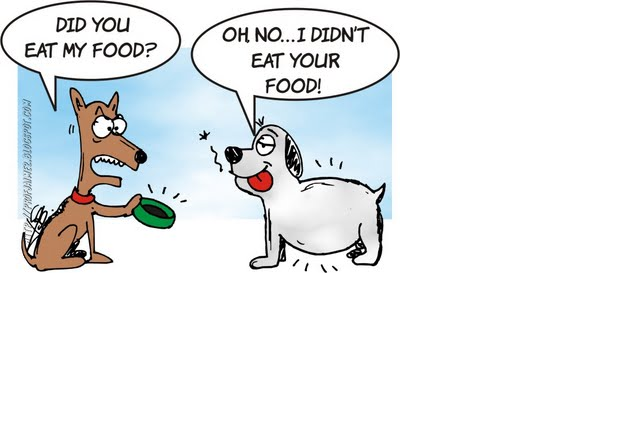 DID YOU
EAT MY FOOD?
OH, NO...I DIDN'T
EAT YOUR
FOOD!